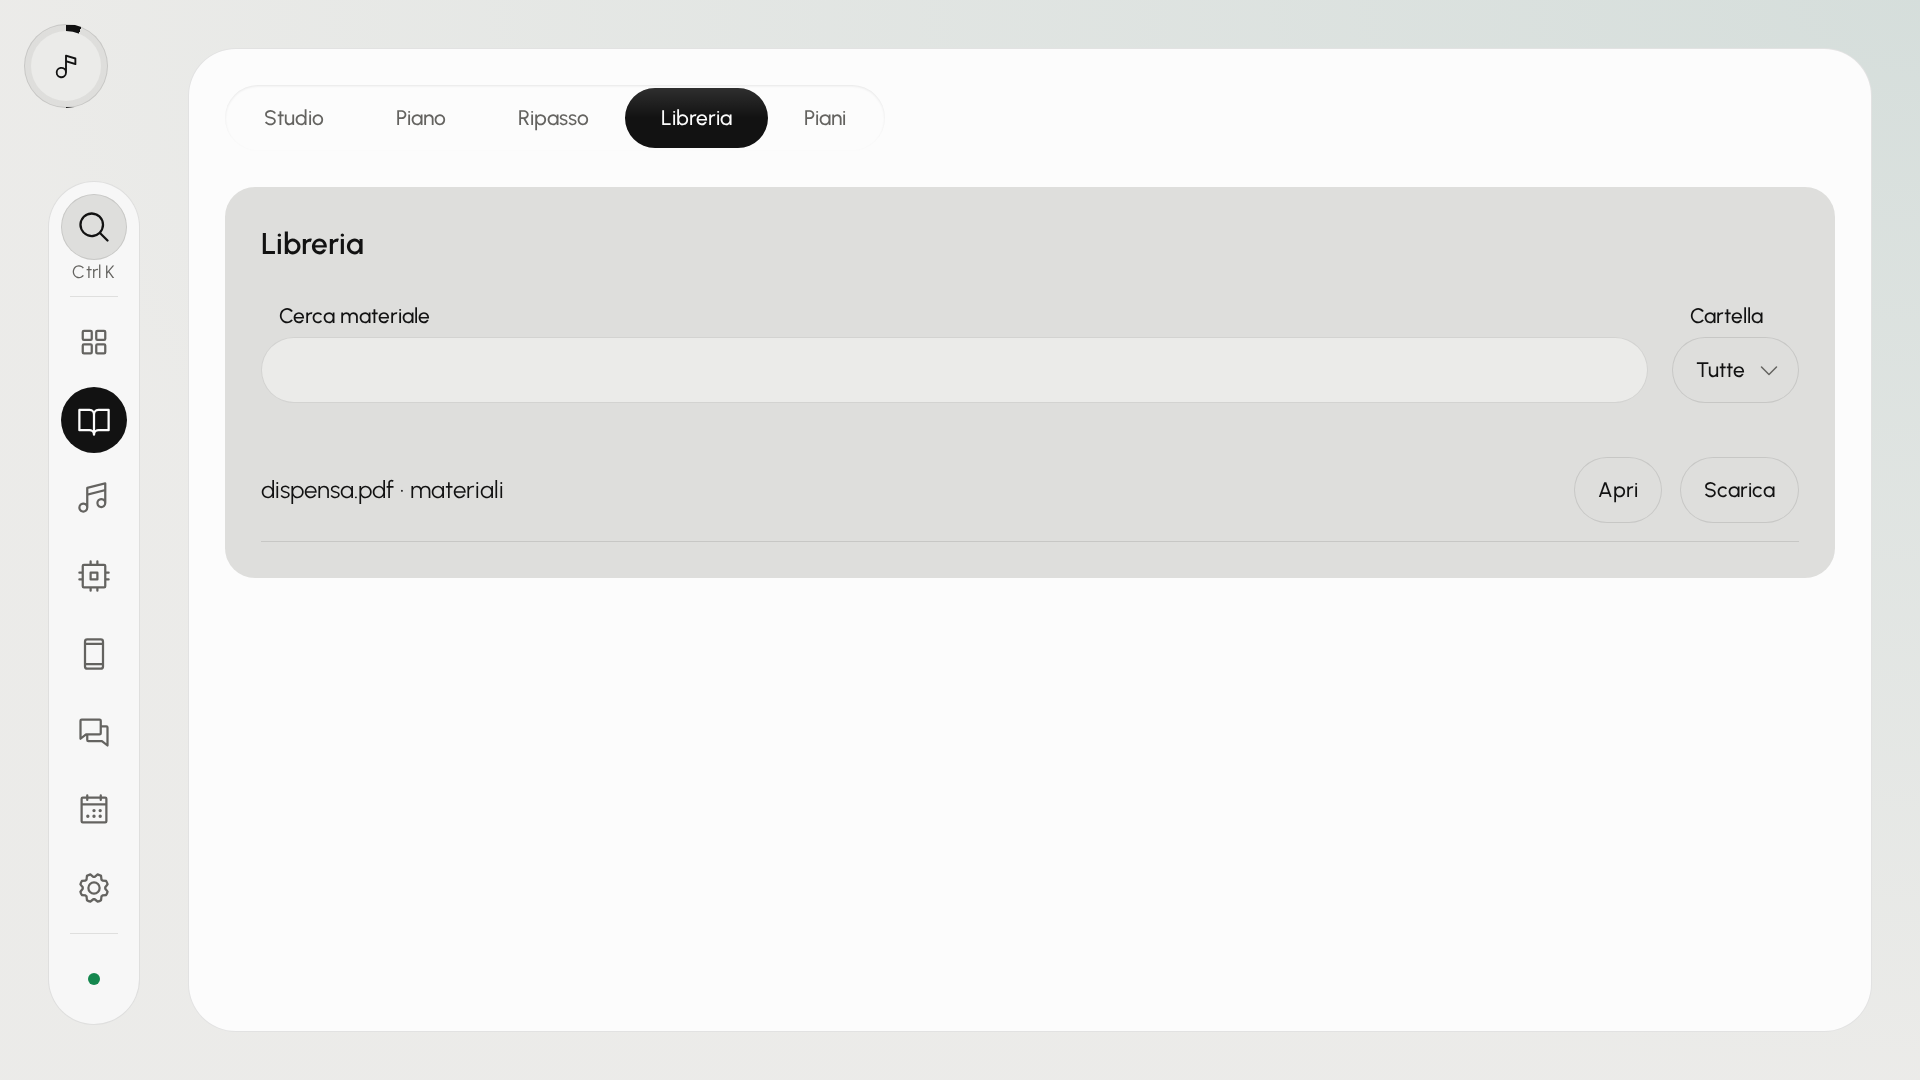 Studio Piano Ripasso Libreria Piani
Ctrl K
Libreria
Cerca materiale Cartella
Tutte
dispensa.pdf · materiali Apri Scarica